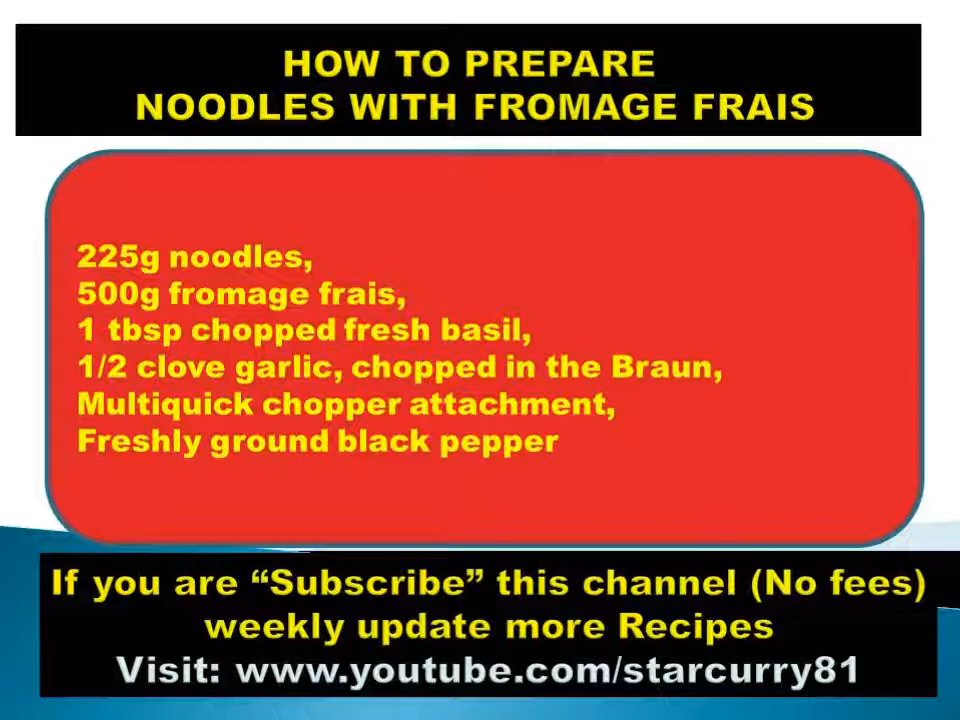 HOW TO PREPARE
NOODLES WITH FROMAGE FRAIS
225g noodles,
500g fromage frais,
1 tbsp chopped fresh basil,
1/2 clove garlic, chopped in the Braun,
Multiquick chopper attachment,
Freshly ground black pepper
If you are “Subscribe” this channel (No fees)
weekly update more Recipes
Visit: www.youtube.com/starcurry81